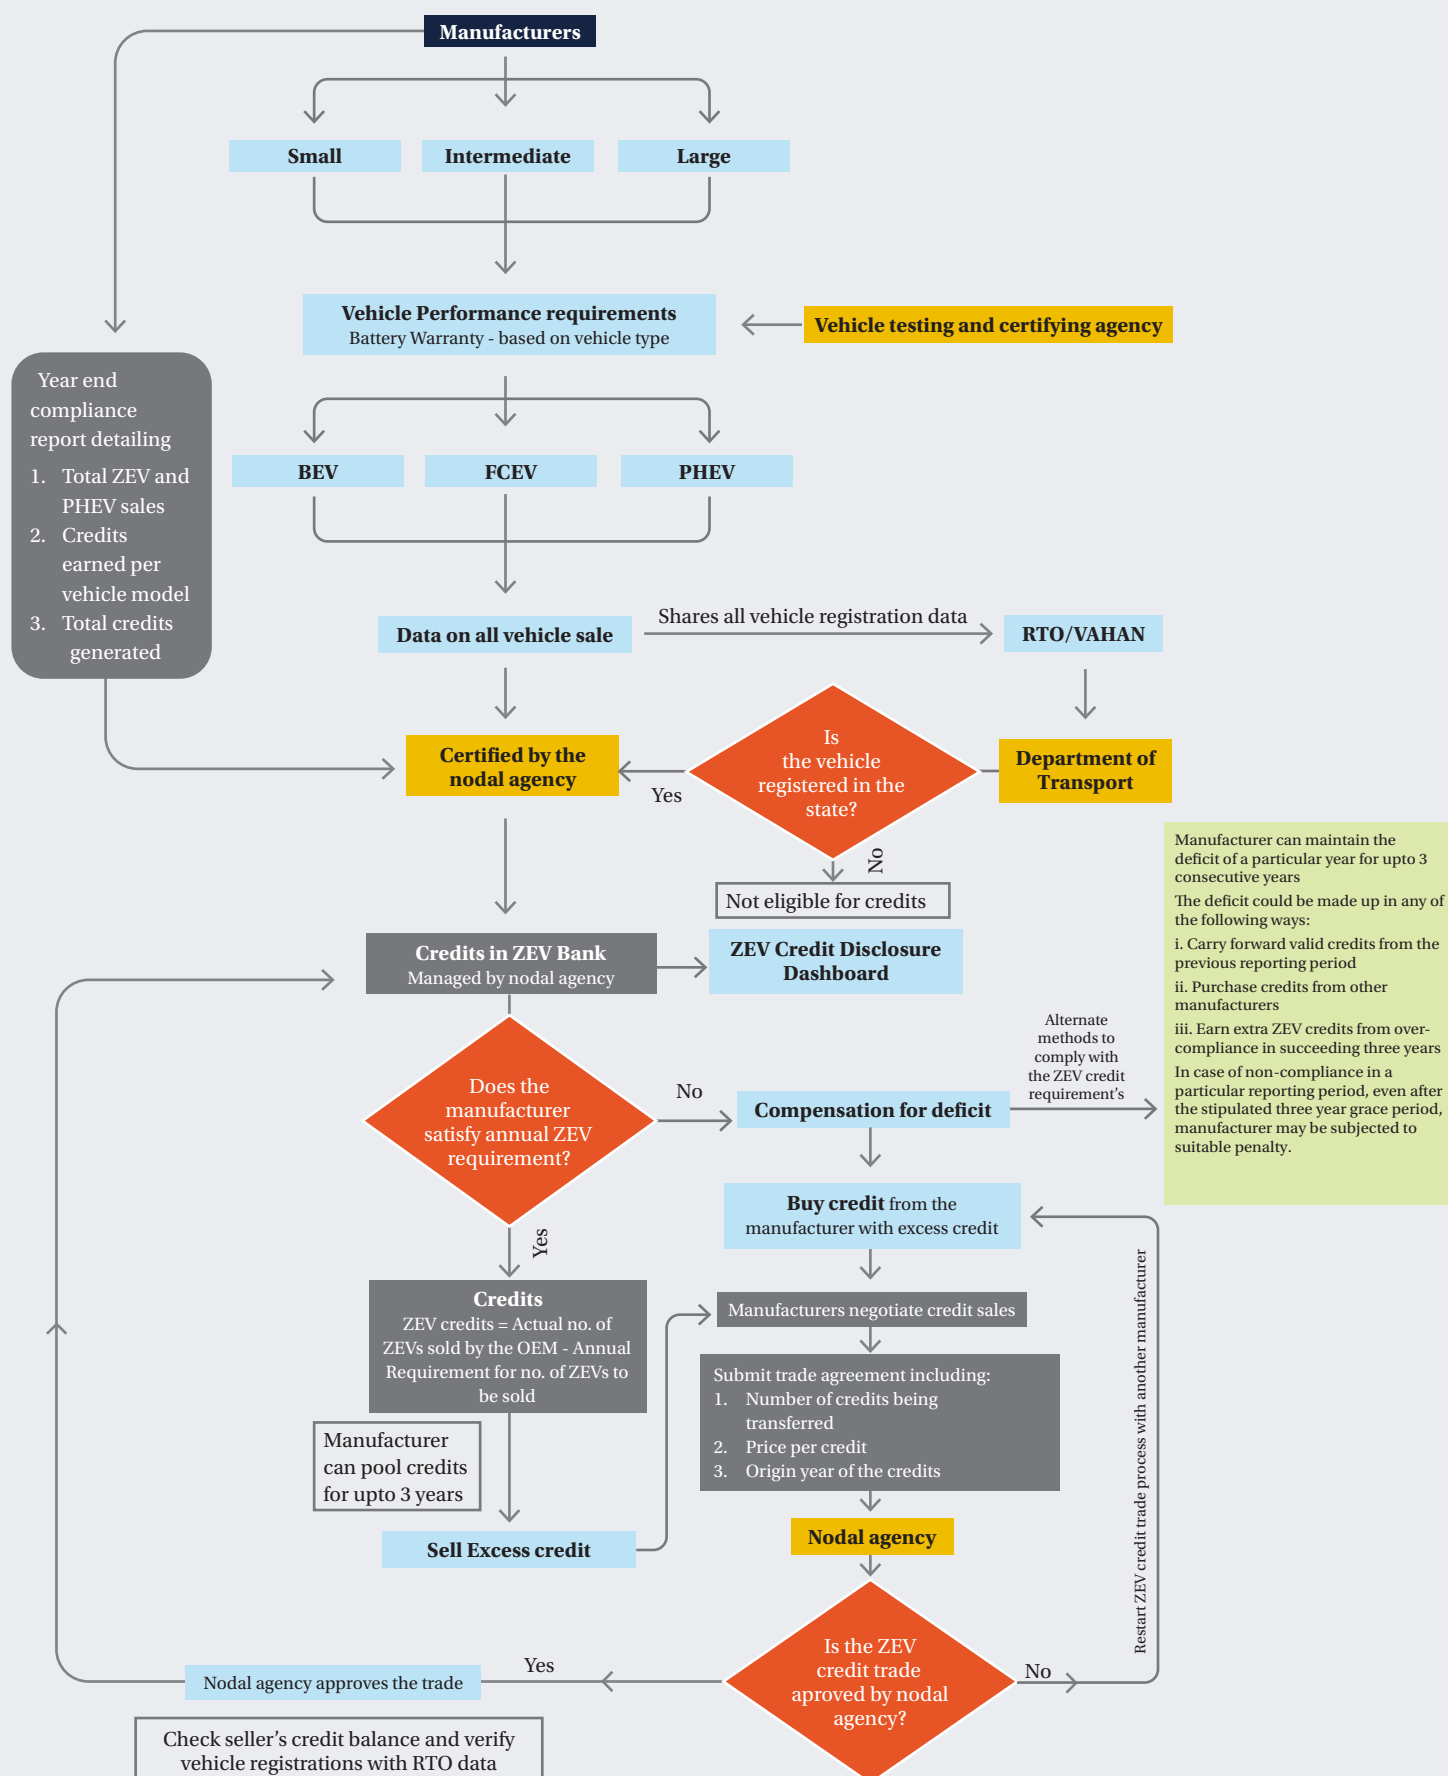 Manufacturers
Small
Intermediate
Large
Vehicle Performance requirements
Battery Warranty - based on vehicle type
Vehicle testing and certifying agency
Year end
compliance
report detailing
1. Total ZEV and
PHEV sales
2. Credits
earned per
vehicle model
3. Total credits
generated
BEV
FCEV
PHEV
Data on all vehicle sale
Shares all vehicle registration data
RTO/VAHAN
Certified by the
nodal agency
Yes
Is
the vehicle
registered in the
state?
Department of
Transport
No
Not eligible for credits
Manufacturer can maintain the
deficit of a particular year for upto 3
consecutive years
The deficit could be made up in any of
the following ways:
i. Carry forward valid credits from the
previous reporting period
ii. Purchase credits from other
manufacturers
iii. Earn extra ZEV credits from over-
compliance in succeeding three years
In case of non-compliance in a
particular reporting period, even after
the stipulated three year grace period,
manufacturer may be subjected to
suitable penalty.
Credits in ZEV Bank
Managed by nodal agency
ZEV Credit Disclosure
Dashboard
Does the
manufacturer
satisfy annual ZEV
requirement?
No
Compensation for deficit
Alternate
methods to
comply with
the ZEV credit
requirement's
Buy credit from the
manufacturer with excess credit
Yes
Credits
ZEV credits = Actual no. of
ZEVs sold by the OEM - Annual
Requirement for no. of ZEVs to
be sold
Manufacturers negotiate credit sales
Submit trade agreement including:
1. Number of credits being
transferred
2. Price per credit
3. Origin year of the credits
Manufacturer
can pool credits
for upto 3 years
Sell Excess credit
Nodal agency
Restart ZEV credit trade process with another manufacturer
Is the ZEV
credit trade
aproved by nodal
agency?
No
Yes
Nodal agency approves the trade
Check seller's credit balance and verify
vehicle registrations with RTO data